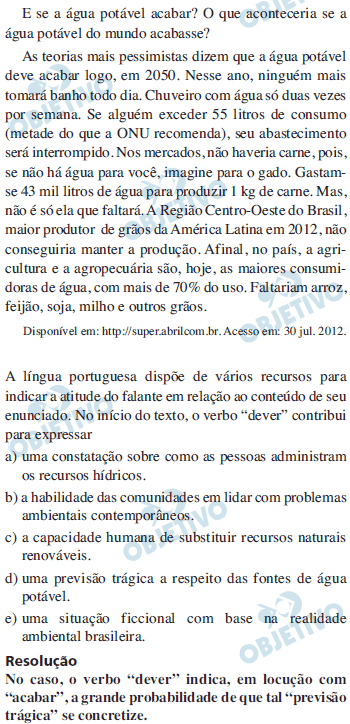 E se a água potável acabar? O que aconteceria se a
água potável do mundo acabasse?
As teorias mais pessimistas dizem que a água potável
deve acabar logo, em 2050. Nesse ano, ninguém mais
tomará banho todo dia. Chuveiro com água só duas vezes
por semana. Se alguém exceder 55 litros de consumo
(metade do que a ONU recomenda), seu abastecimento
será interrompido. Nos mercados, não haveria carne, pois,
se não há água para você, imagine para o gado. Gastam-
se 43 mil litros de água para produzir 1 kg de carne. Mas,
não é só ela que faltará. A Região Centro-Oeste do Brasil,
maior produtor de grãos da América Latina em 2012, não
conseguiria manter a produção. Afinal, no país, a agri-
cultura e a agropecuária são, hoje, as maiores consumi-
doras de água, com mais de 70% do uso. Faltariam arroz,
feijão, soja, milho e outros grãos.
Disponível em: http://super.abrilcom.br. Acesso em: 30 jul. 2012.
A língua portuguesa dispõe de vários recursos para
indicar a atitude do falante em relação ao conteúdo de seu
enunciado. No início do texto, o verbo “dever” contribui
para expressar
a) uma constatação sobre como as pessoas administram
os recursos hídricos.
b) a habilidade das comunidades em lidar com problemas
ambientais contemporâneos.
c) a capacidade humana de substituir recursos naturais
renováveis.
d) uma previsão trágica a respeito das fontes de água
potável.
e) uma situação ficcional com base na realidade
ambiental brasileira.
Resolução
No caso, o verbo “dever” indica, em locução com
“acabar”, a grande probabilidade de que tal “previsão
trágica” se concretize.
OBJETIVO
OBJETIVO
OBJETIVO
OBJETIVO
OBJETIVO
OBJETIVO
OBJETIVO